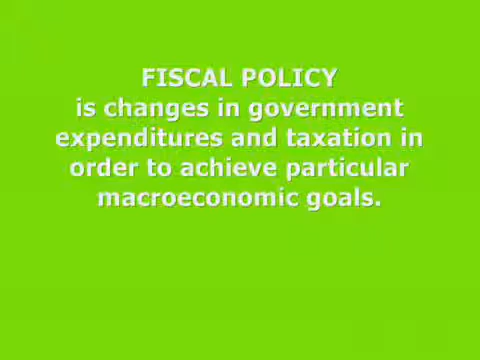 FISCAL POLICY
is changes in government
expenditures and taxation in
order to achieve particular
macroeconomic goals.